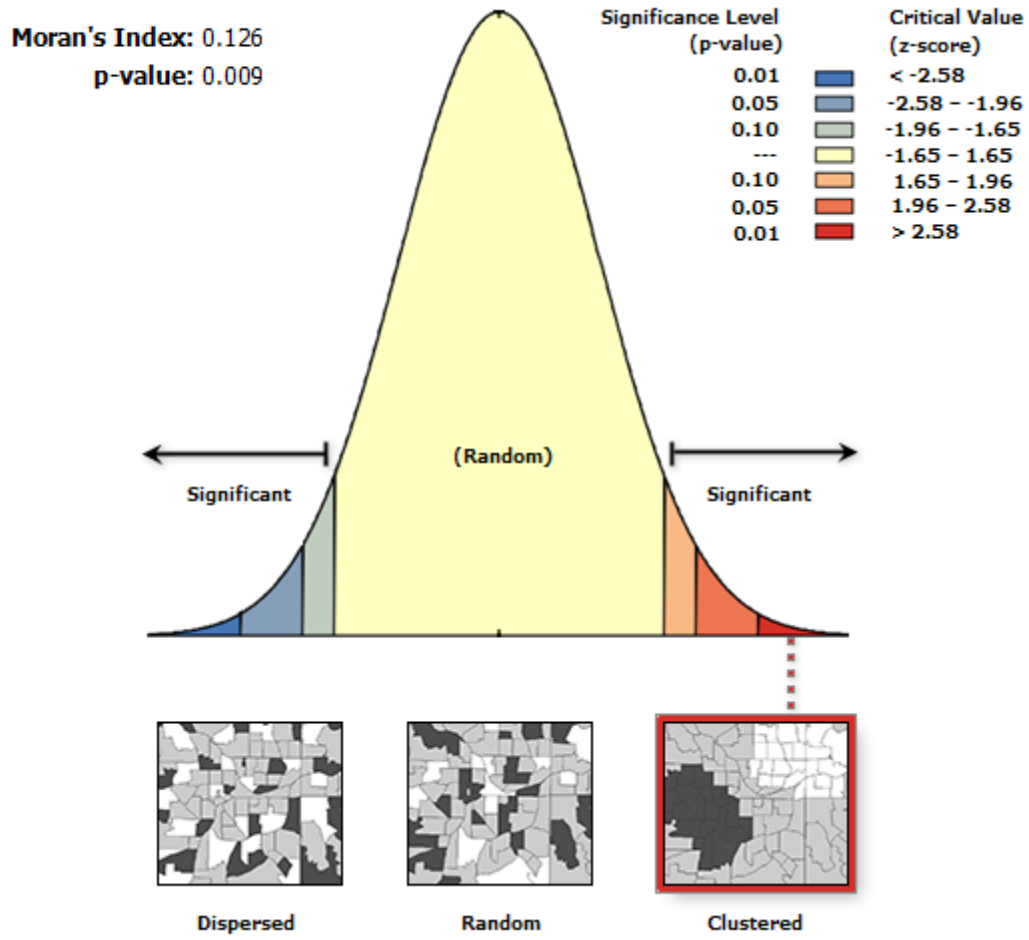 Moran's Index: 0.126
p-value: 0.009
Significance Level
(p-value)
Critical Value
(z-score)
0.01 < -2.58
0.05 -2.58 – -1.96
0.10 -1.96 – -1.65
--- -1.65 – 1.65
0.10 1.65 – 1.96
0.05 1.96 – 2.58
0.01 > 2.58
(Random)
Significant
Significant
Dispersed
Random
Clustered